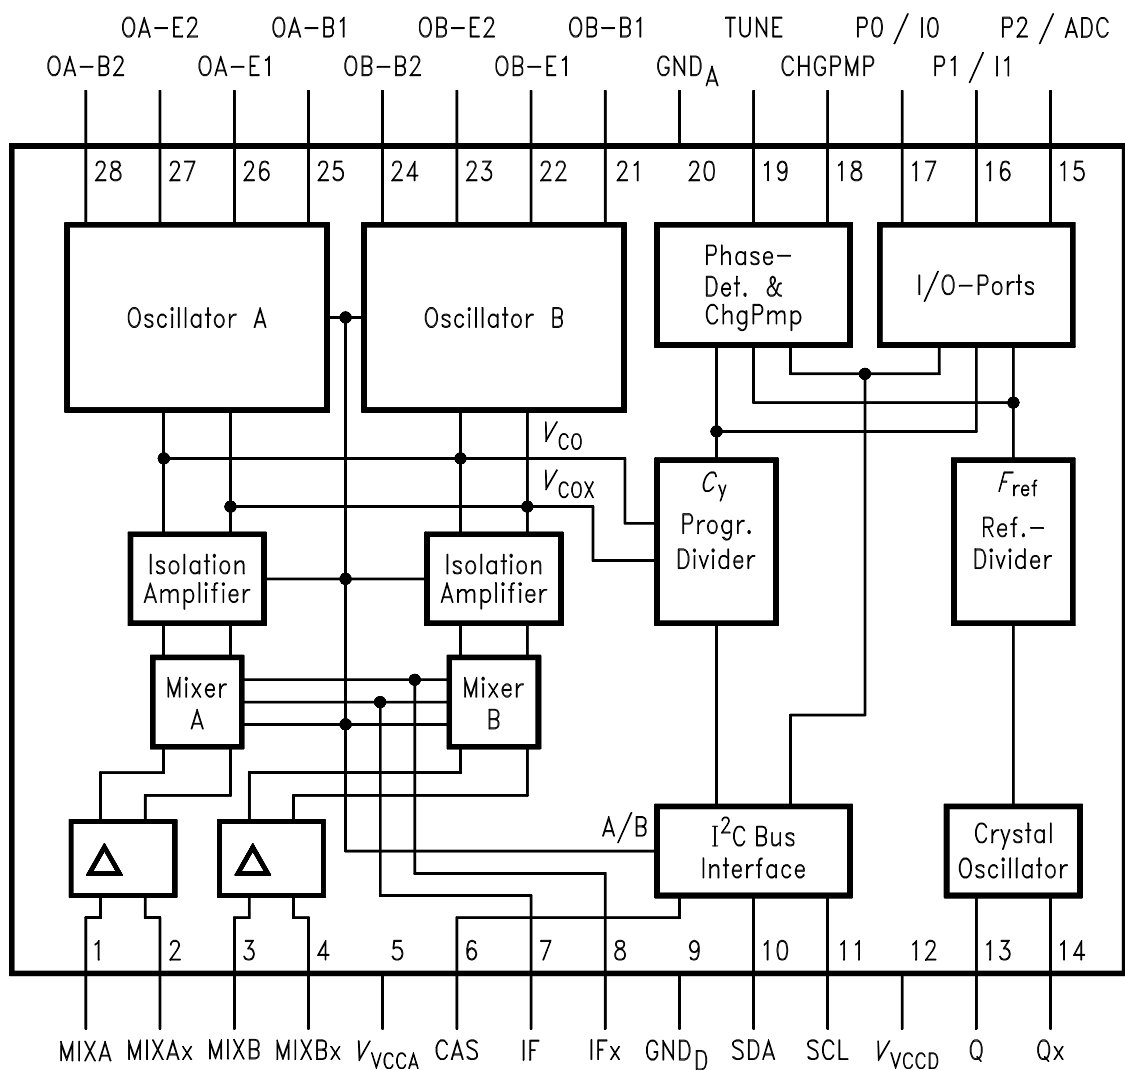 OA-E2 OA-B1 OB-E2 OB-B1 TUNE P0 / I0 P2 / ADC
OA-B2 OA-E1 OB-B2 OB-E1 GNDA CHGPMP P1 / I1
28 27 26 25 24 23 22 21 20 19 18 17 16 15
Oscillator A
Oscillator B
Phase-
Det. &
ChgPmp
I/O-Ports
VCO
VCOX
Cy
Progr.
Divider
Fref
Ref.-
Divider
Isolation
Amplifier
Isolation
Amplifier
Mixer
A
Mixer
B
A/B
I²C Bus
Interface
Crystal
Oscillator
1 2 3 4 5 6 7 8 9 10 11 12 13 14
MIXA MIXAx MIXB MIXBx VVCCA CAS IF IFx GNDD SDA SCL VVCCD Q Qx